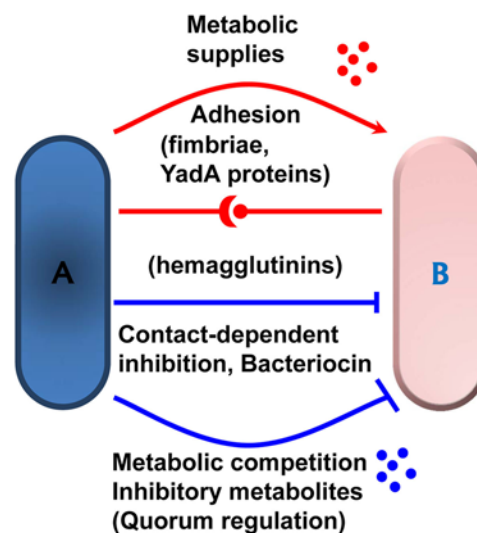 Metabolic
supplies
Adhesion
(fimbriae,
YadA proteins)
A
(hemagglutinins)
B
Contact-dependent
inhibition, Bacteriocin
Metabolic competition
Inhibitory metabolites
(Quorum regulation)